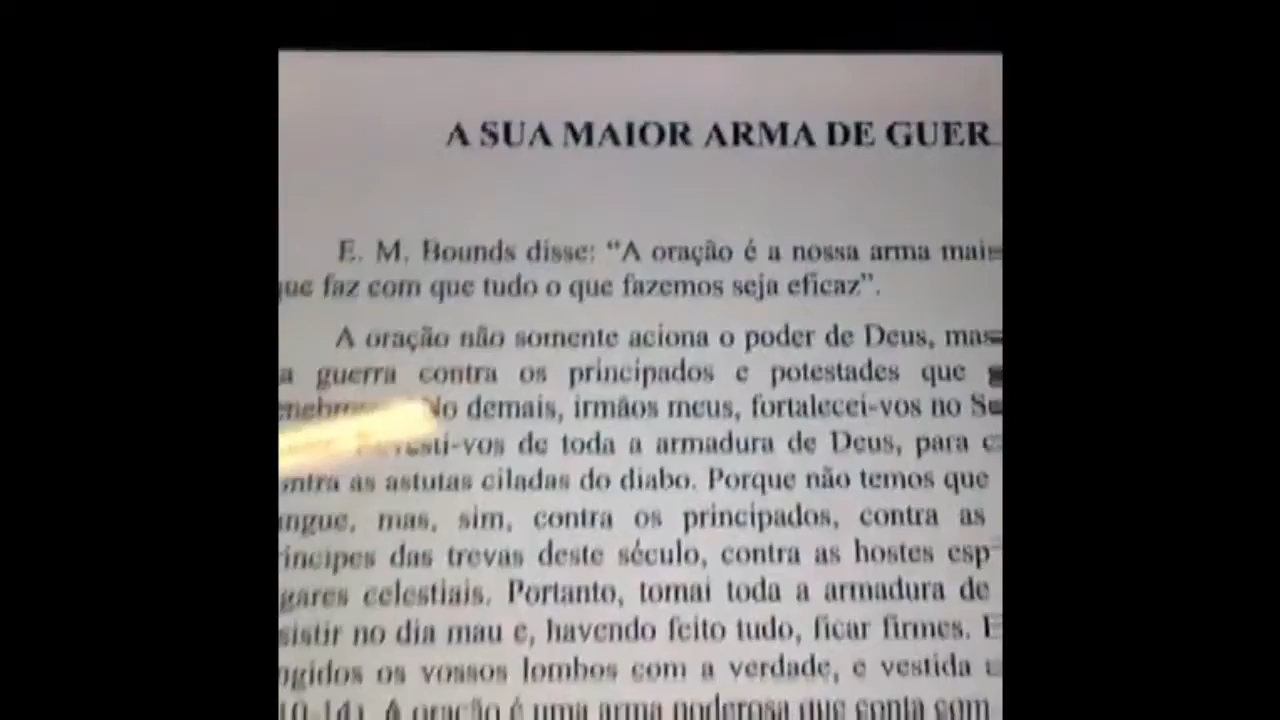 A SUA MAIOR ARMA DE GUER
E. M. Bounds disse: "A oração é a nossa arma mais
que faz com que tudo o que fazemos seja eficaz".
A oração não somente aciona o poder de Deus, mas
a guerra contra os principados e potestades que
No demais, irmãos meus, fortalecei-vos no
de toda a armadura de Deus, para
as astutas ciladas do diabo. Porque não temos que
mas, sim, contra os principados, contra as
das trevas deste século, contra as hostes esp
celestiais. Portanto, tomai toda a armadura de
no dia mau e, havendo feito tudo, ficar firmes. E
os vossos lombos com a verdade, e vestida
A oração é uma arma poderosa que conta com